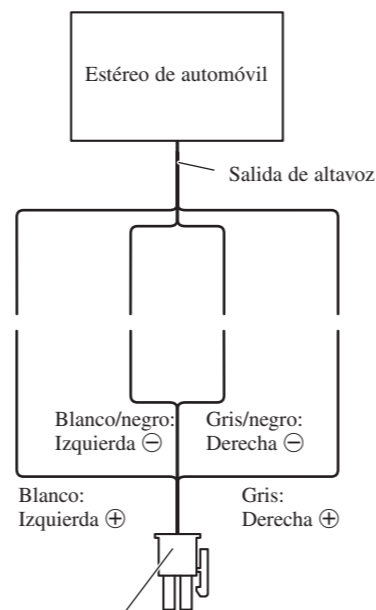 Estéreo de automóvil
Salida de altavoz
Blanco/negro:
Izquierda ⊖
Gris/negro:
Derecha ⊖
Blanco:
Izquierda ⊕
Gris:
Derecha ⊕